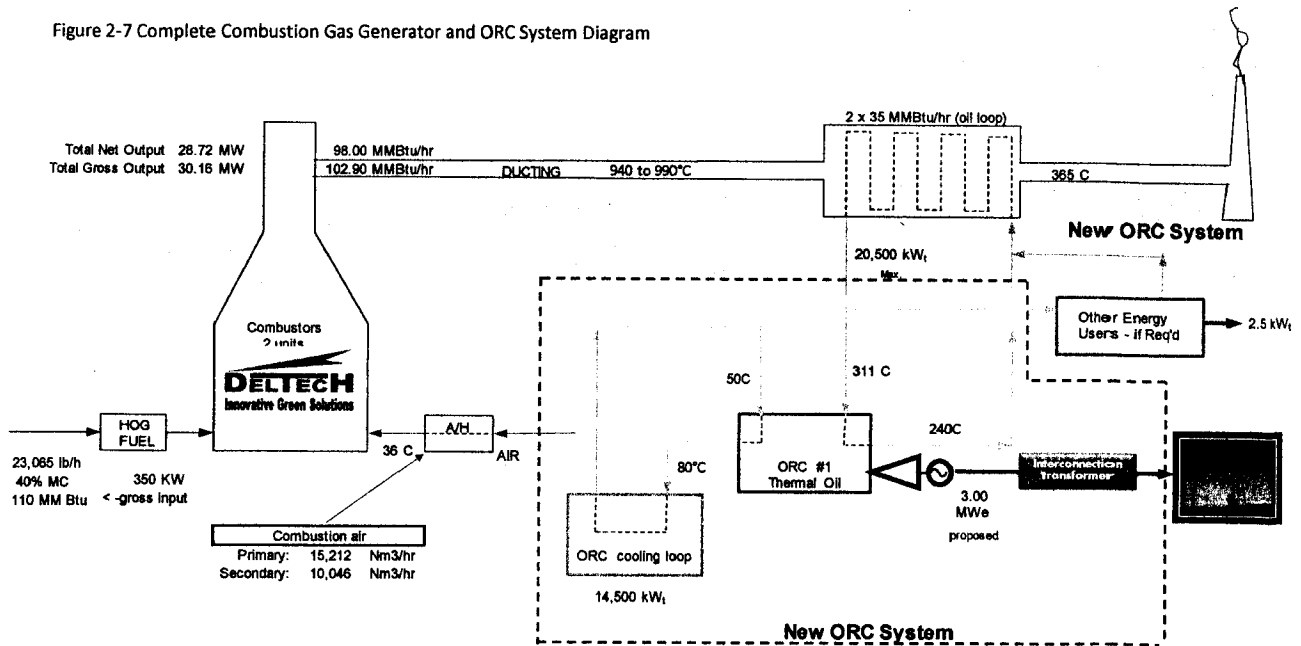 Figure 2-7 Complete Combustion Gas Generator and ORC System Diagram
2 x 35 MMBtu/hr (oil loop)
Total Net Output 28.72 MW
98.00 MMBtu/hr
Total Gross Output 30.16 MW
102.90 MMBtu/hr
DUCTING
940 to 990°C
365 C
New ORC System
20,500 kWt
Max.
Other Energy
Users - if Req'd
2.5 kWt
Combustors
2 units
DELTECH
Innovative Green Solutions
50C
311 C
HOG
FUEL
A/H
36 C
AIR
240C
23,065 lb/h
40% MC
110 MM Btu
350 KW
< -gross input
80°C
ORC #1
Thermal Oil
Interconnection
Transformer
3.00
MWe
proposed
Combustion air
Primary: 15,212 Nm3/hr
Secondary: 10,046 Nm3/hr
ORC cooling loop
14,500 kWt
New ORC System